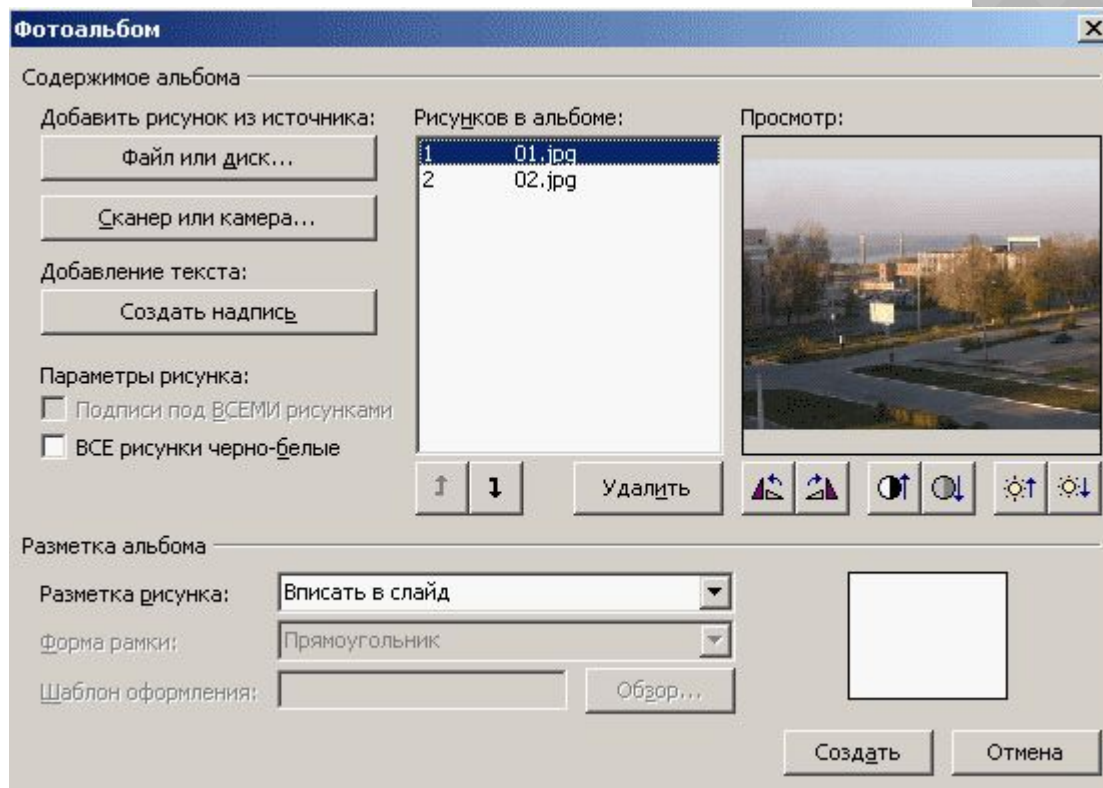 Фотоальбом
Содержимое альбома
Добавить рисунок из источника:
Файл или диск...
Сканер или камера...
Добавление текста:
Создать надпись
Параметры рисунка:
Подписи под ВСЕМИ рисунками
ВСЕ рисунки черно-белые
Рисунков в альбоме:
1 01.jpg
2 02.jpg
Удалить
Просмотр:
Разметка альбома
Разметка рисунка: Вписать в слайд
Форма рамки: Прямоугольник
Шаблон оформления: Обзор...
Создать Отмена